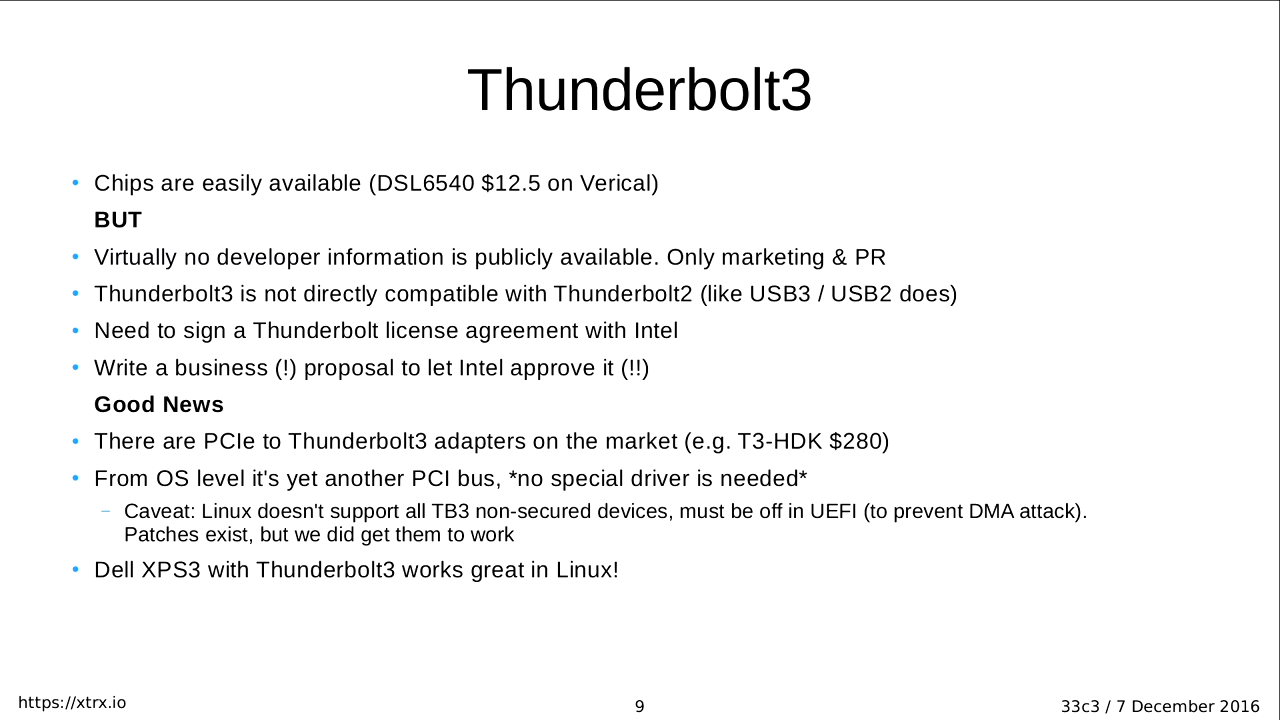 Thunderbolt3
• Chips are easily available (DSL6540 $12.5 on Verical)
BUT
• Virtually no developer information is publicly available. Only marketing & PR
• Thunderbolt3 is not directly compatible with Thunderbolt2 (like USB3 / USB2 does)
• Need to sign a Thunderbolt license agreement with Intel
• Write a business (!) proposal to let Intel approve it (!!)
Good News
• There are PCIe to Thunderbolt3 adapters on the market (e.g. T3-HDK $280)
• From OS level it's yet another PCI bus, *no special driver is needed*
– Caveat: Linux doesn't support all TB3 non-secured devices, must be off in UEFI (to prevent DMA attack).
Patches exist, but we did get them to work
• Dell XPS3 with Thunderbolt3 works great in Linux!
https://xtrx.io
9
33c3 / 7 December 2016